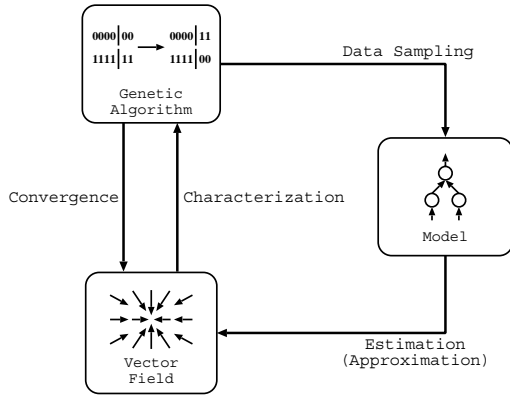 0000|00 0000|11
1111|11 1111|00
Genetic
Algorithm
Data Sampling
Convergence
Characterization
Model
Vector
Field
Estimation
(Approximation)